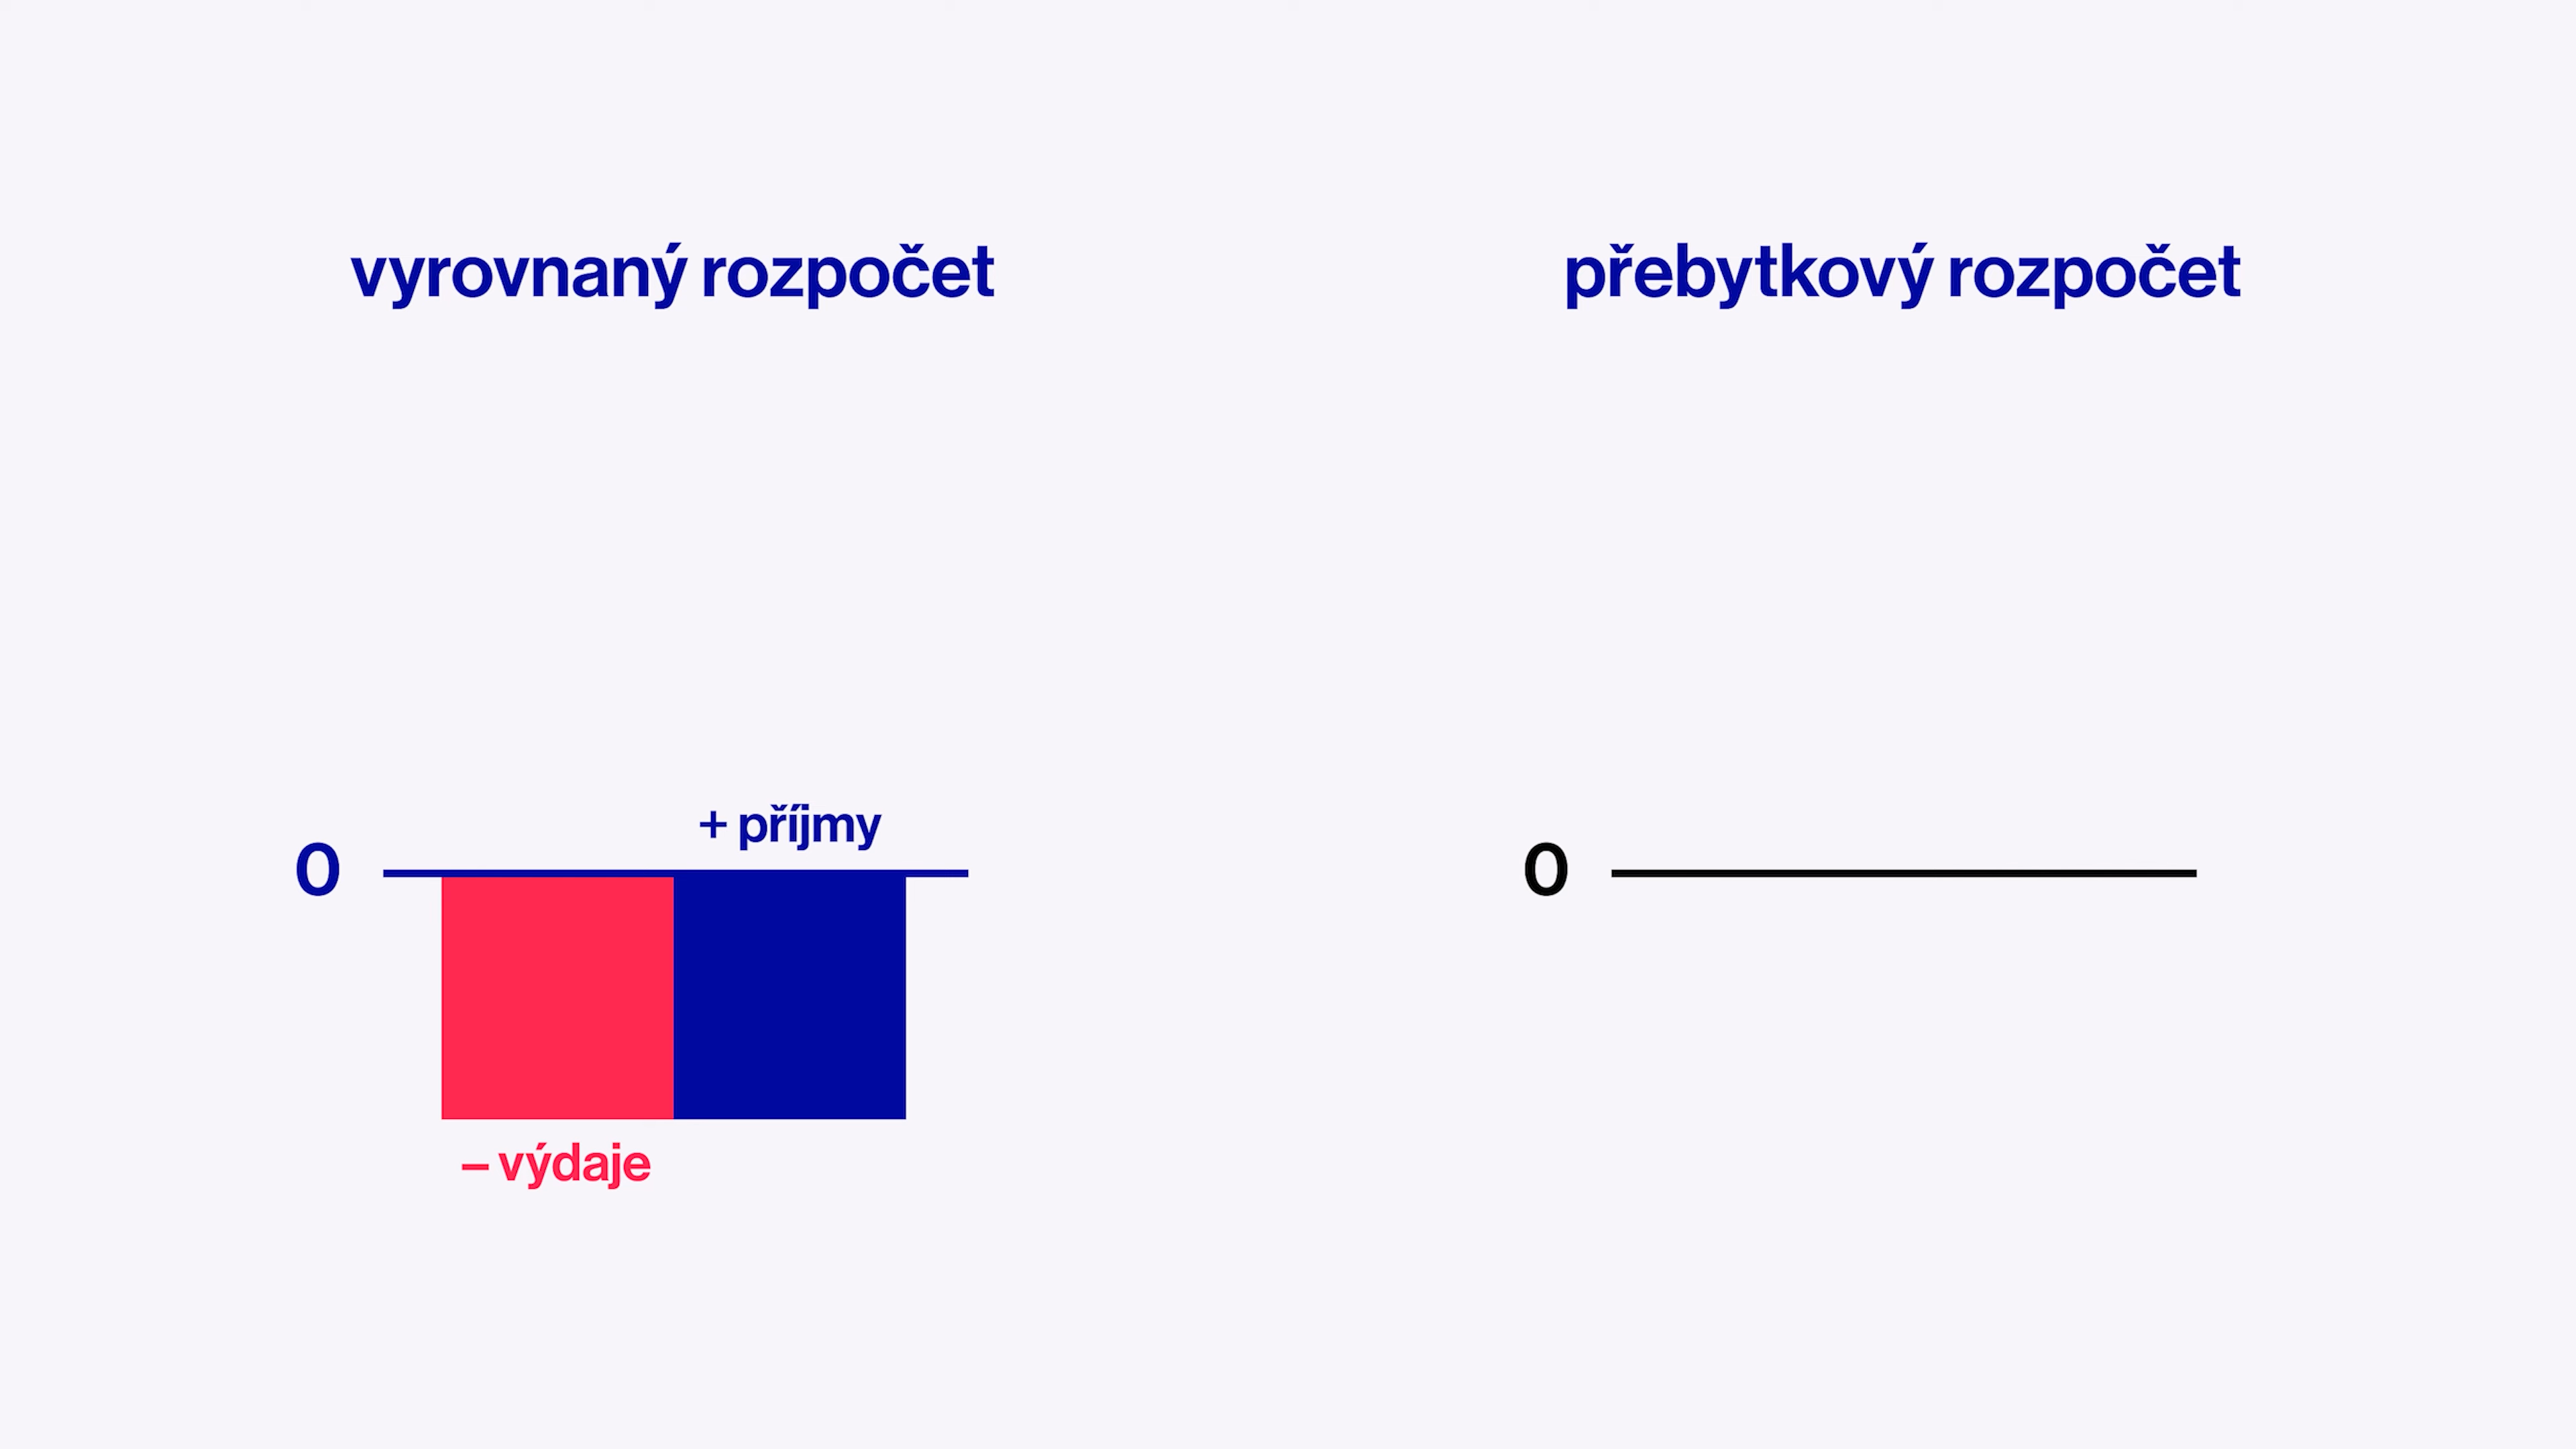 vyrovnaný rozpočet
přebytkový rozpočet
+ příjmy
0
0
– výdaje